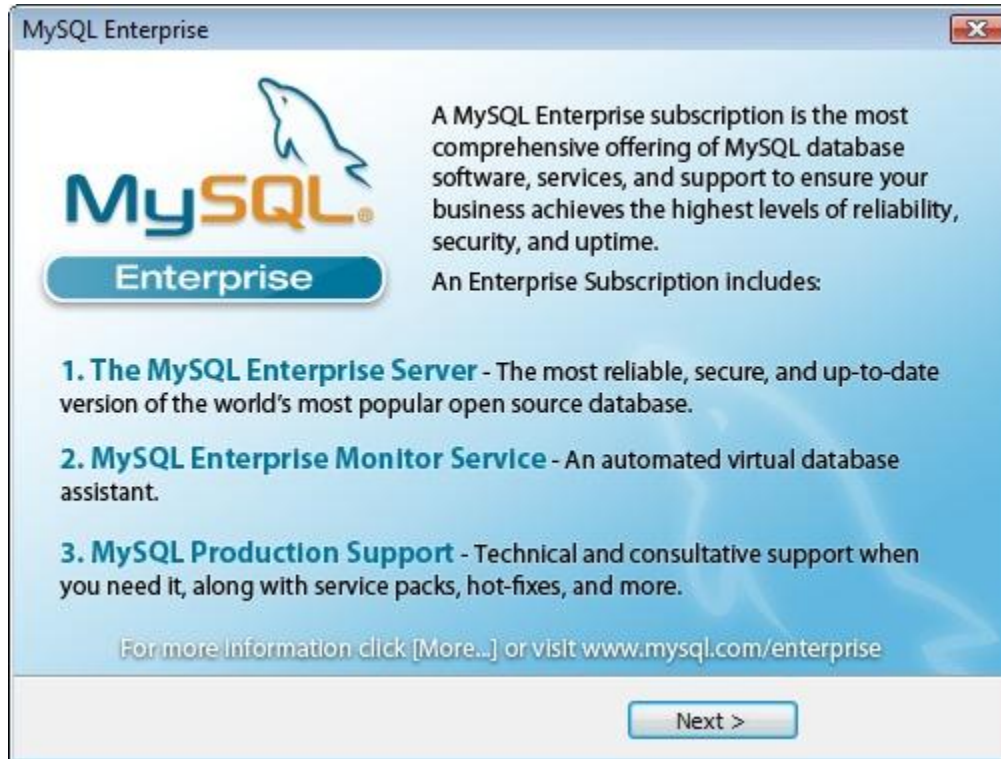 MySQL Enterprise
MySQL®
Enterprise
A MySQL Enterprise subscription is the most
comprehensive offering of MySQL database
software, services, and support to ensure your
business achieves the highest levels of reliability,
security, and uptime.
An Enterprise Subscription includes:
1. The MySQL Enterprise Server - The most reliable, secure, and up-to-date
version of the world's most popular open source database.
2. MySQL Enterprise Monitor Service - An automated virtual database
assistant.
3. MySQL Production Support - Technical and consultative support when
you need it, along with service packs, hot-fixes, and more.
For more information click [More...] or visit www.mysql.com/enterprise
Next >